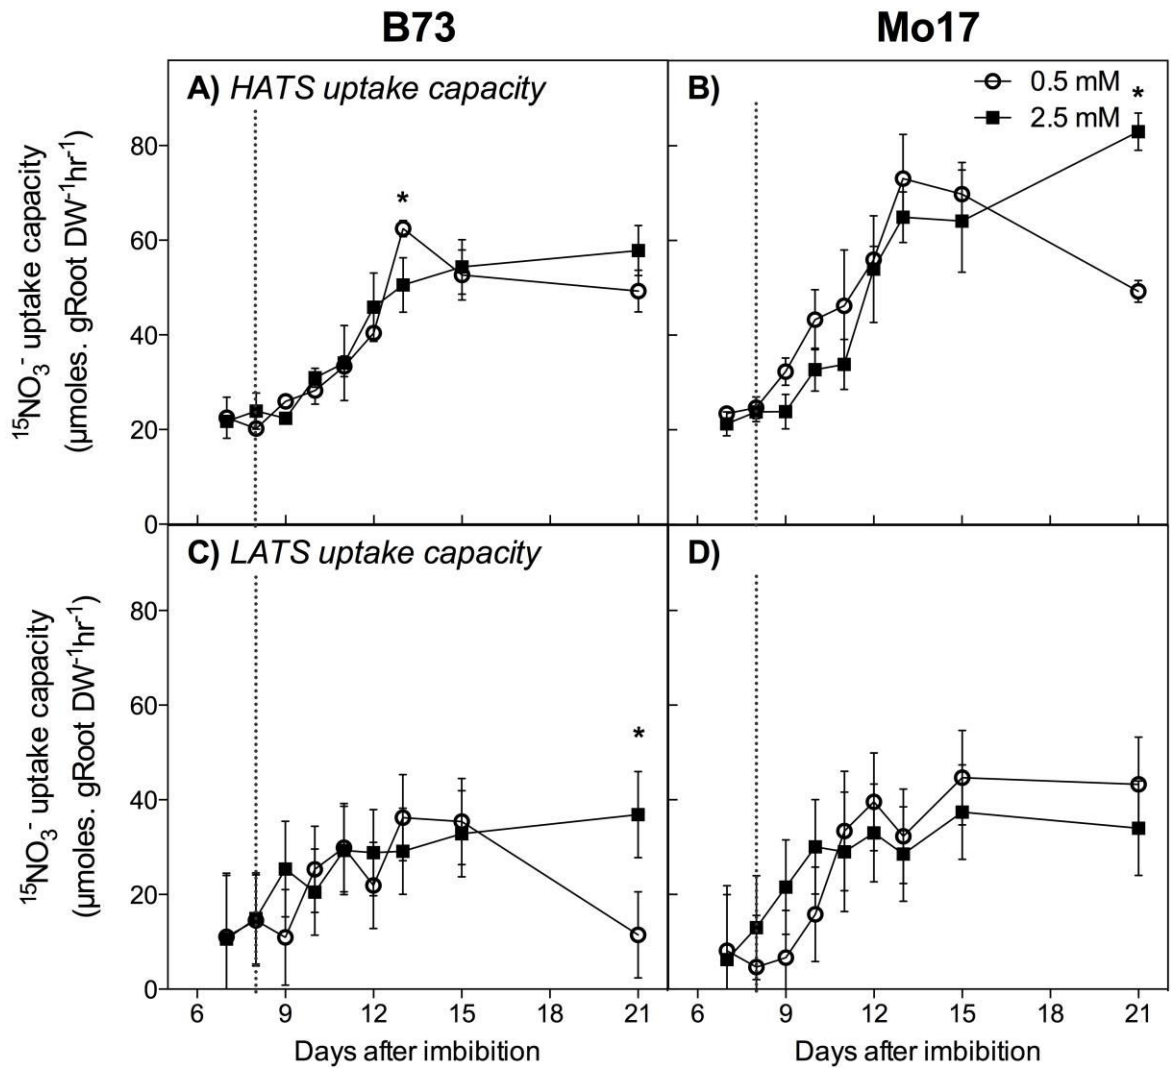 B73
Mo17
A) HATS uptake capacity
B)
0.5 mM
2.5 mM
*
*
¹⁵NO₃⁻ uptake capacity
(μmoles. gRoot DW⁻¹hr⁻¹)
80
60
40
20
0
C) LATS uptake capacity
D)
*
¹⁵NO₃⁻ uptake capacity
(μmoles. gRoot DW⁻¹hr⁻¹)
80
60
40
20
0
6 9 12 15 18 21
6 9 12 15 18 21
Days after imbibition
Days after imbibition